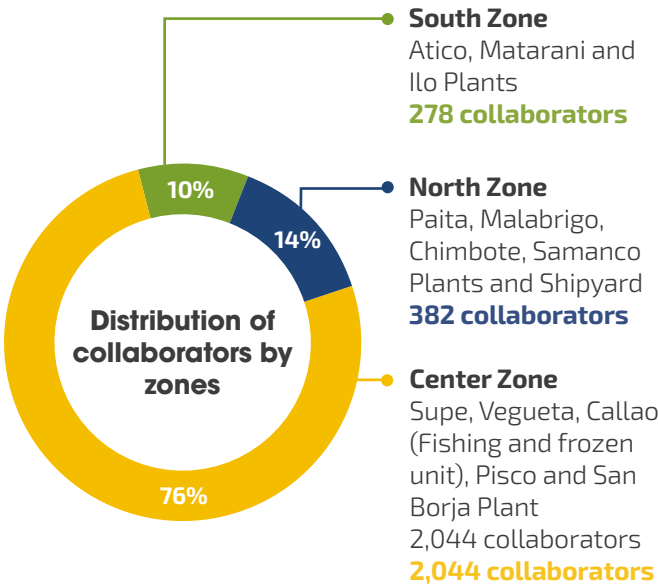 South Zone
Atico, Matarani and
Ilo Plants
278 collaborators
10%
North Zone
Paita, Malabrigo,
Chimbote, Samanco
Plants and Shipyard
382 collaborators
14%
Distribution of
collaborators by
zones
Center Zone
Supe, Vegueta, Callao
(Fishing and frozen
unit), Pisco and San
Borja Plant
2,044 collaborators
2,044 collaborators
76%